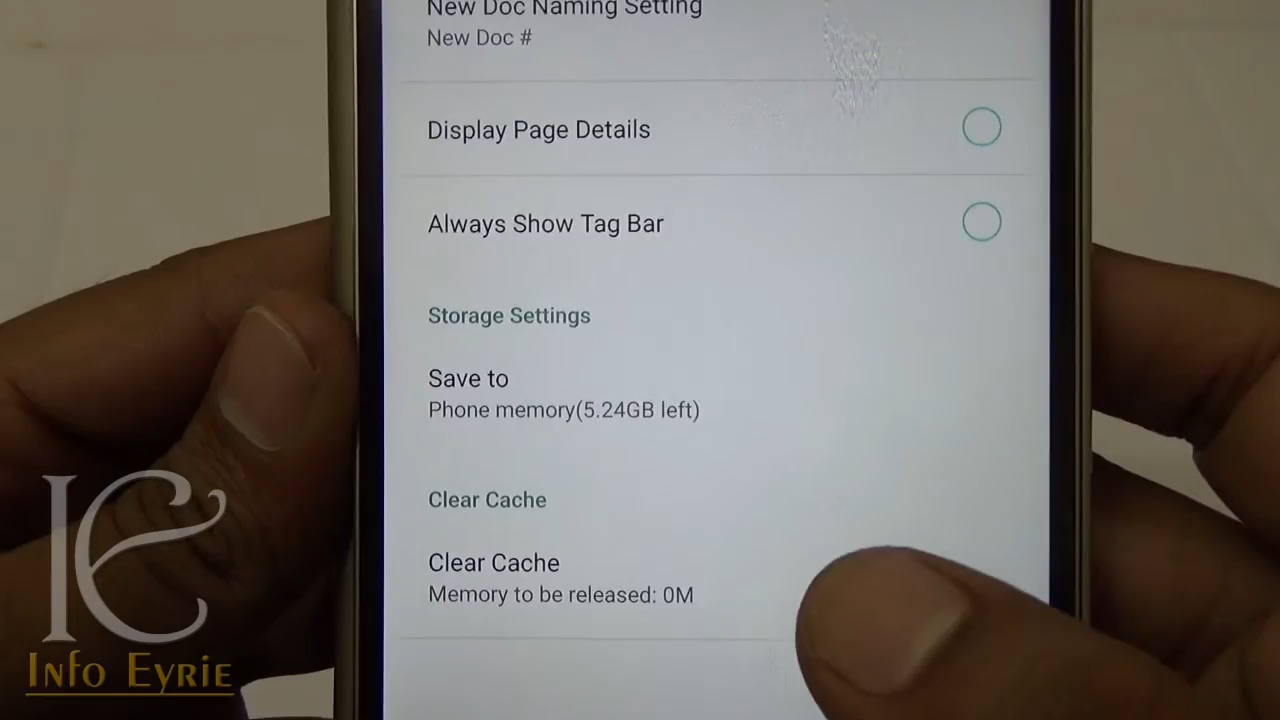 New Doc Naming Setting
New Doc #
Display Page Details
Always Show Tag Bar
Storage Settings
Save to
Phone memory(5.24GB left)
Clear Cache
Clear Cache
Memory to be released: 0M
IE
Info Eyrie